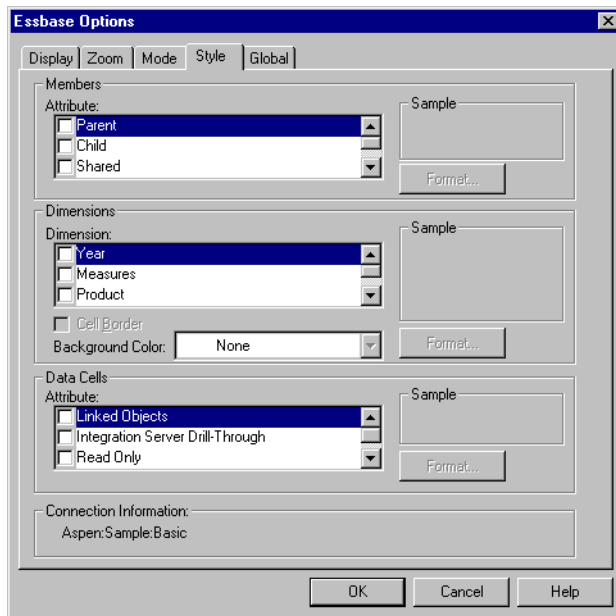 Essbase Options
Display Zoom Mode Style Global
Members
Attribute:
Parent
Child
Shared
Sample
Format...
Dimensions
Dimension:
Year
Measures
Product
Cell Border
Background Color: None
Sample
Format...
Data Cells
Attribute:
Linked Objects
Integration Server Drill-Through
Read Only
Sample
Format...
Connection Information:
Aspen:Sample:Basic
OK Cancel Help